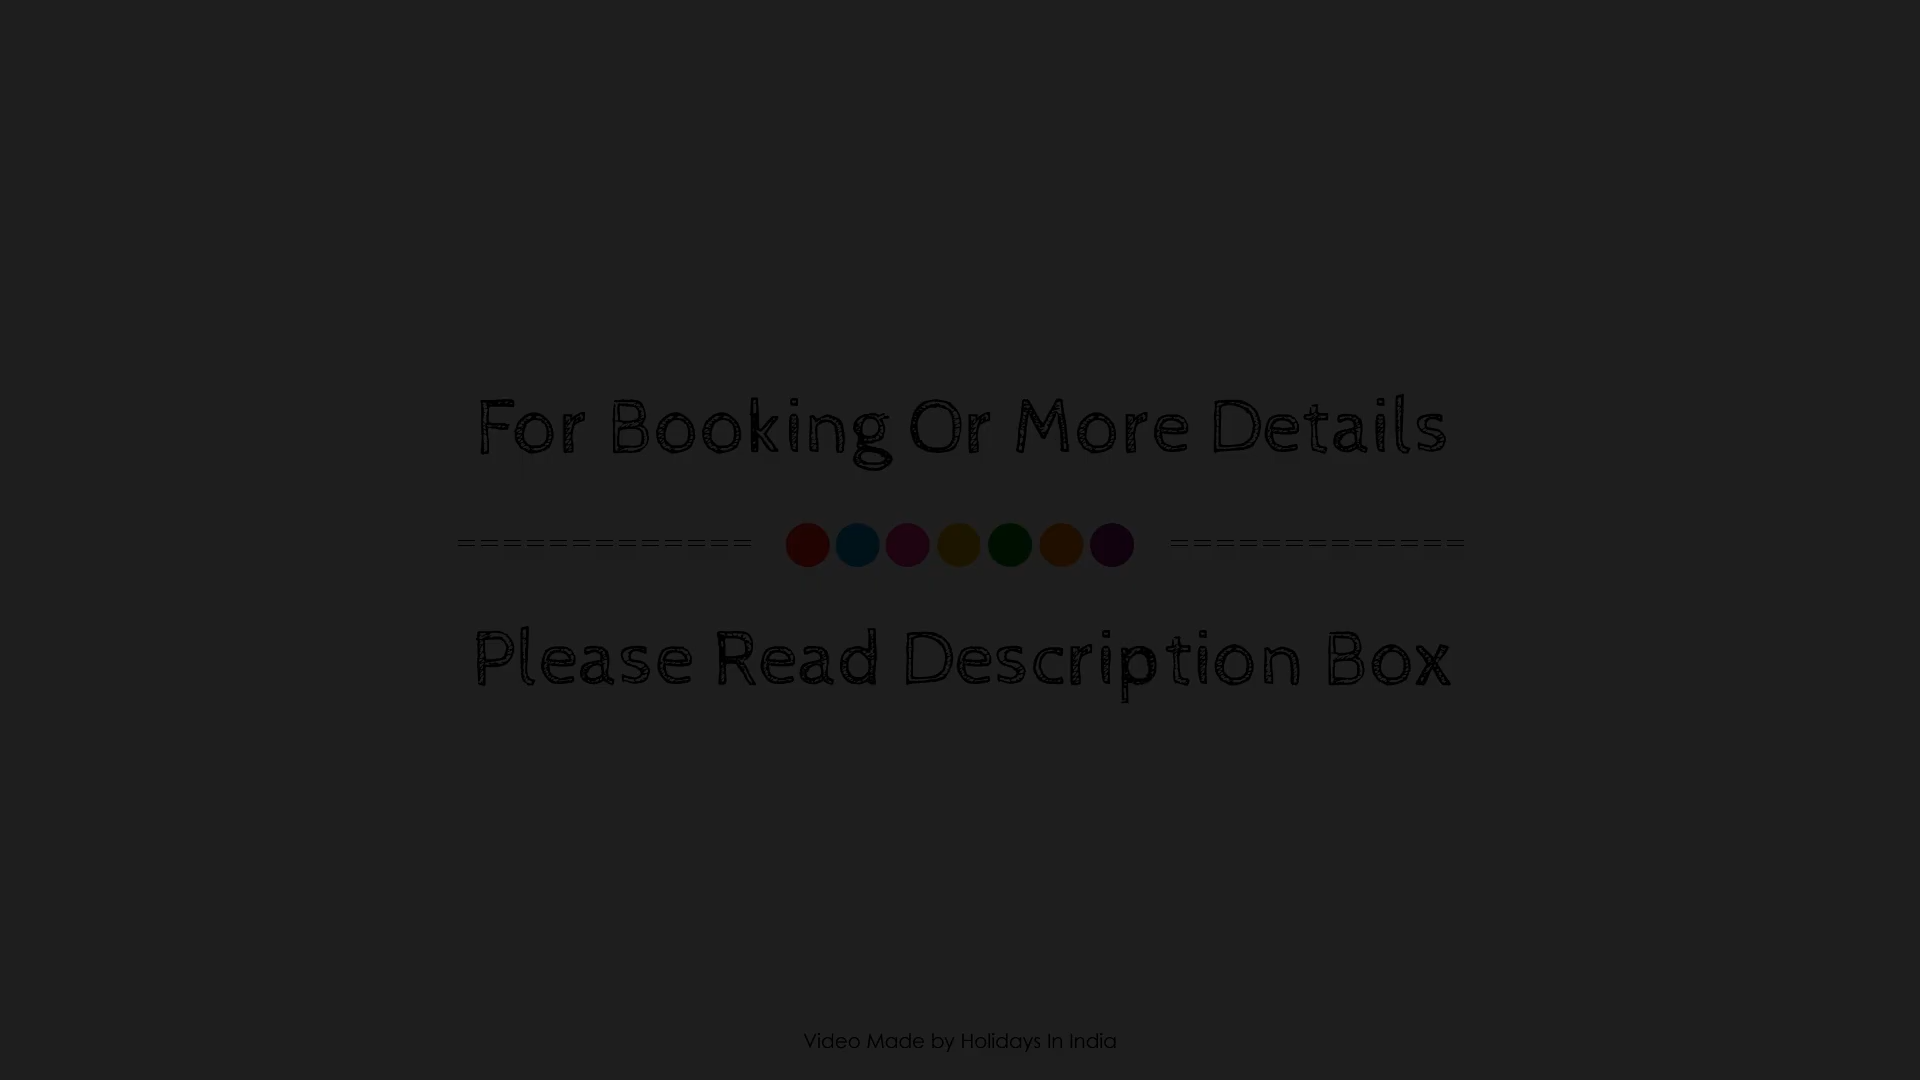 For Booking Or More Details
============= =============
Please Read Description Box
Video Made by Holidays In India